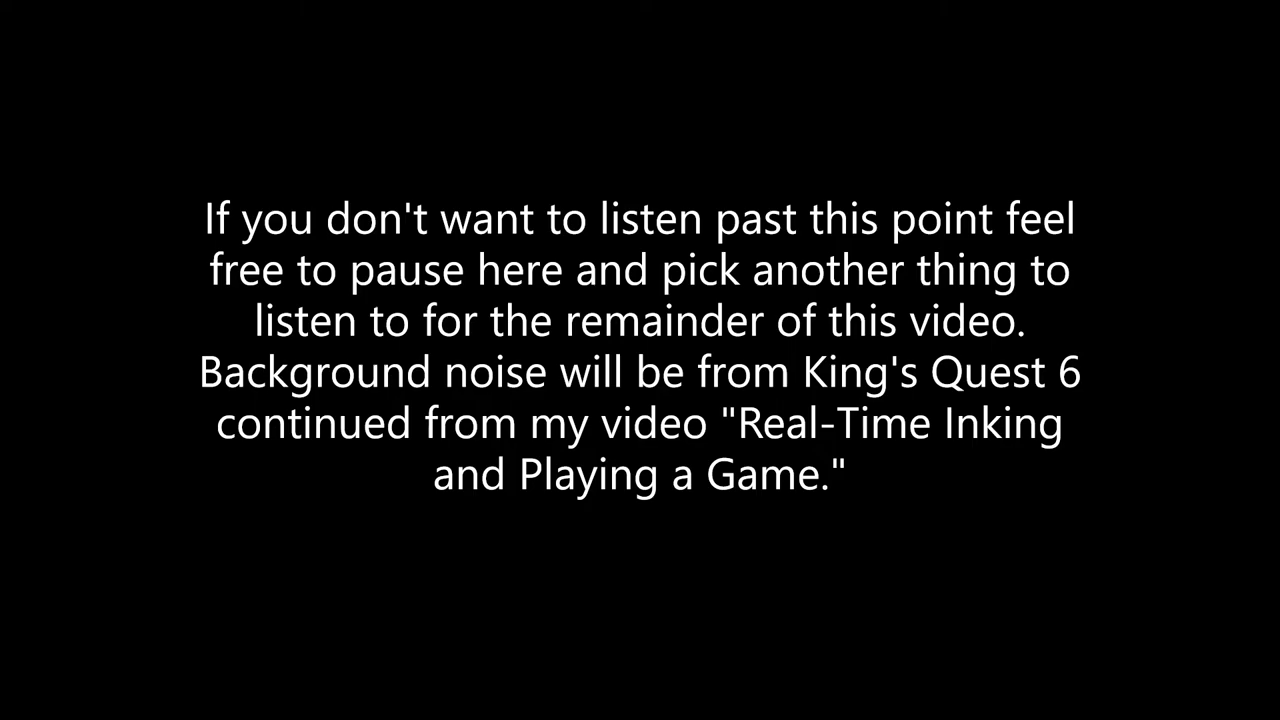 If you don't want to listen past this point feel
free to pause here and pick another thing to
listen to for the remainder of this video.
Background noise will be from King's Quest 6
continued from my video "Real-Time Inking
and Playing a Game."